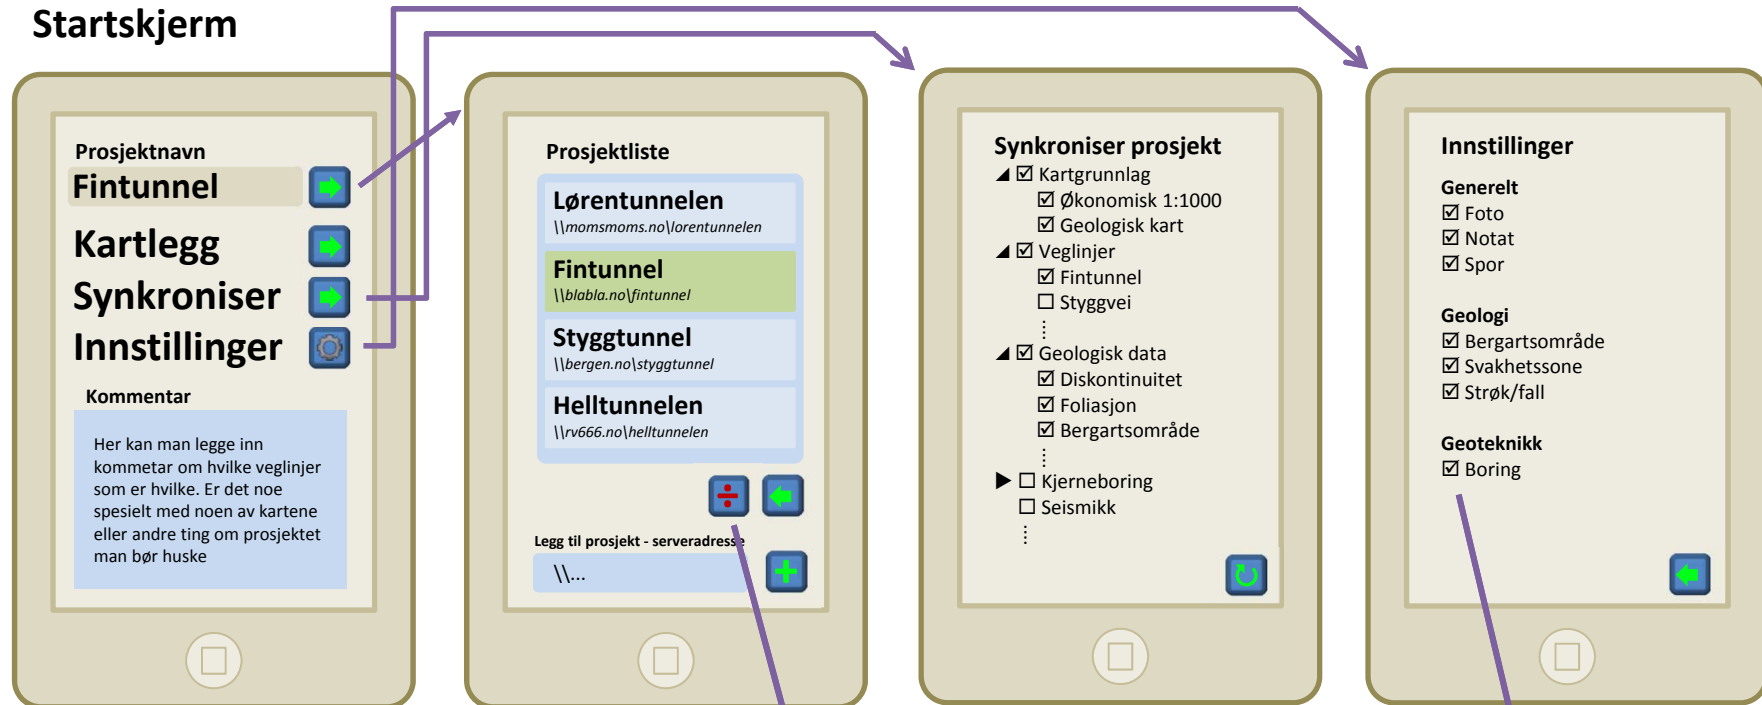 Startskjerm
Prosjektnavn
Fintunnel
Kartlegg
Synkroniser
Innstillinger
Kommentar
Her kan man legge inn
kommetar om hvilke veglinjer
som er hvilke. Er det noe
spesielt med noen av kartene
eller andre ting om prosjektet
man bør huske
Prosjektliste
Lørentunnelen
\\momsmoms.no\lorentunnelen
Fintunnel
\\blabla.no\fintunnel
Styggtunnel
\\bergen.no\styggtunnel
Helltunnelen
\\rv666.no\helltunnelen
Legg til prosjekt - serveradresse
\\...
Synkroniser prosjekt
Kartgrunnlag
Økonomisk 1:1000
Geologisk kart
Veglinjer
Fintunnel
Styggvei
Geologisk data
Diskontinuitet
Foliasjon
Bergartsområde
Kjerneboring
Seismikk
Innstillinger
Generelt
Foto
Notat
Spor
Geologi
Bergartsområde
Svakhetssone
Strøk/fall
Geoteknikk
Boring